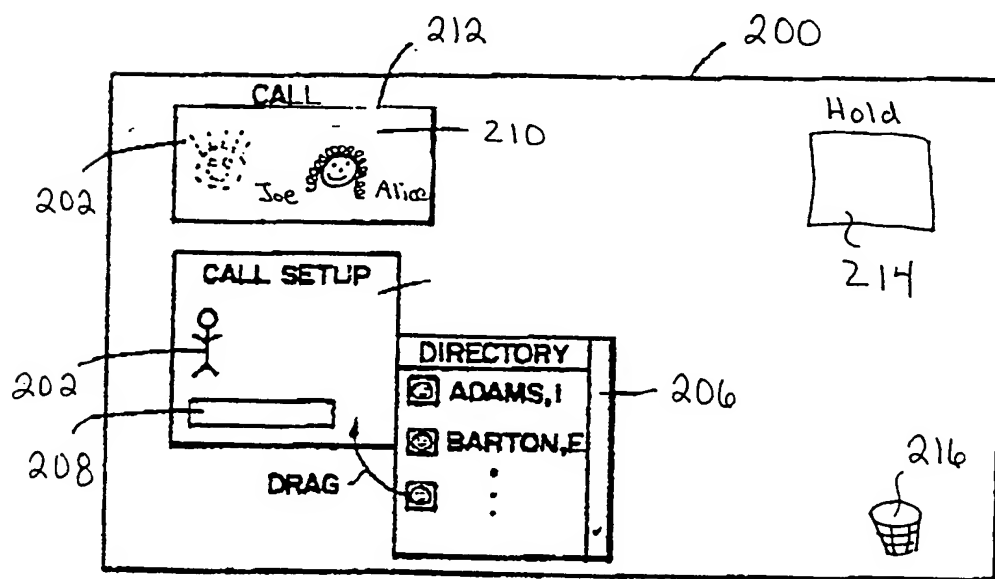 212
200
CALL
Hold
210
202
Joe
Alice
214
CALL SETUP
DIRECTORY
202
ADAMS,I
206
208
BARTON,E
216
DRAG